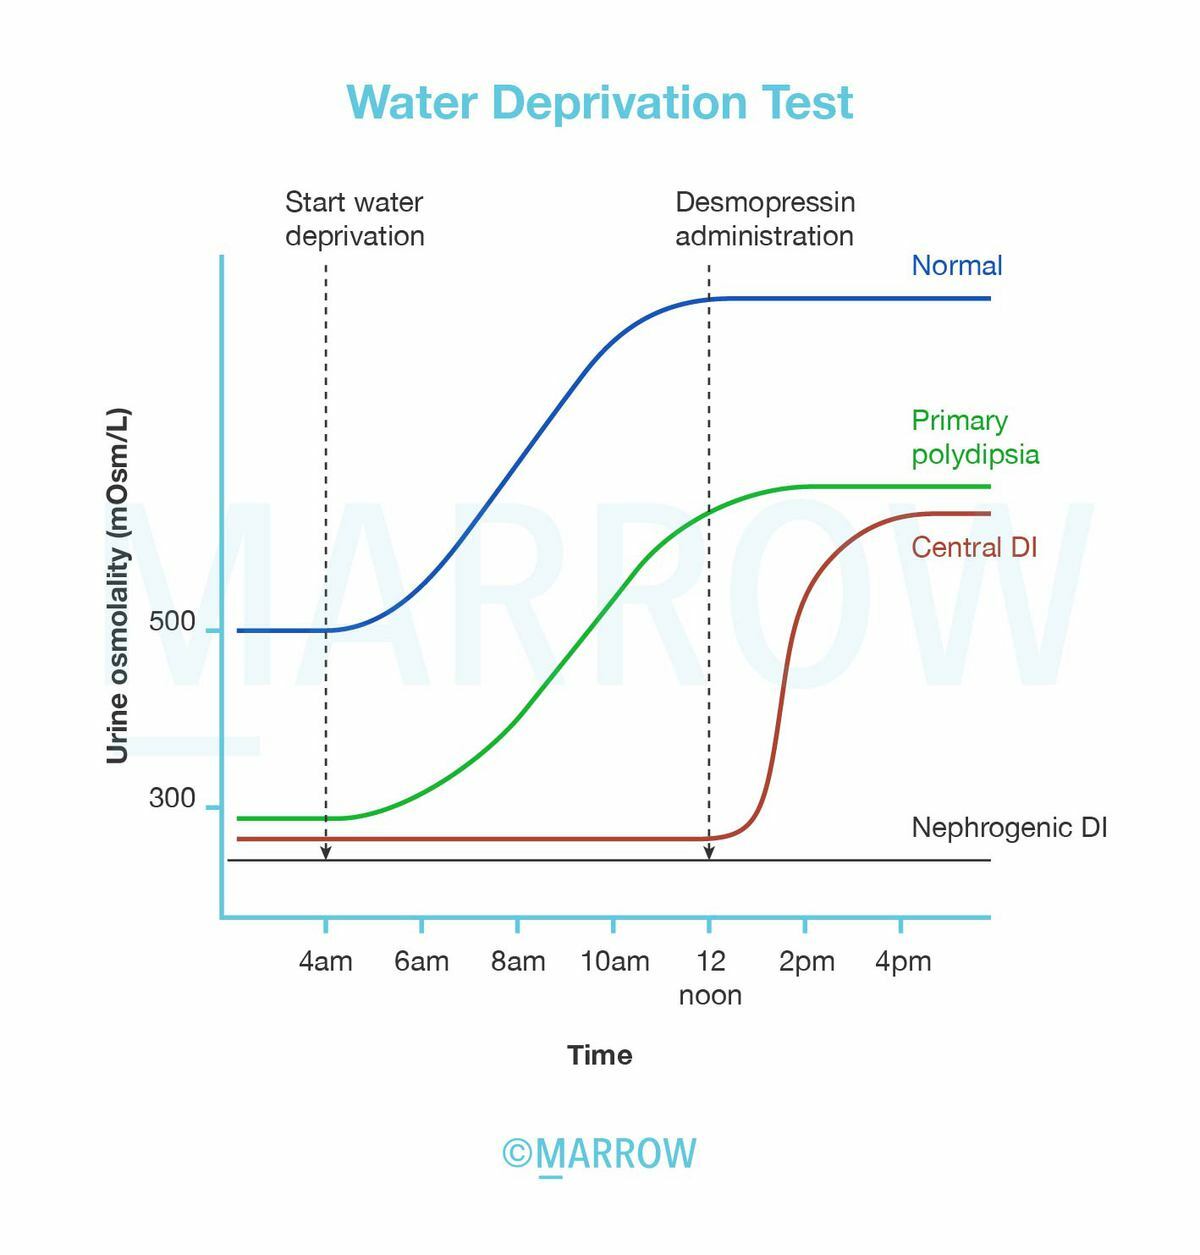 Water Deprivation Test
Start water
deprivation
Desmopressin
administration
Normal
Primary
polydipsia
Central DI
Nephrogenic DI
Urine osmolality (mOsm/L)
500
300
MARROW
4am 6am 8am 10am 12 2pm 4pm
noon
Time
©MARROW